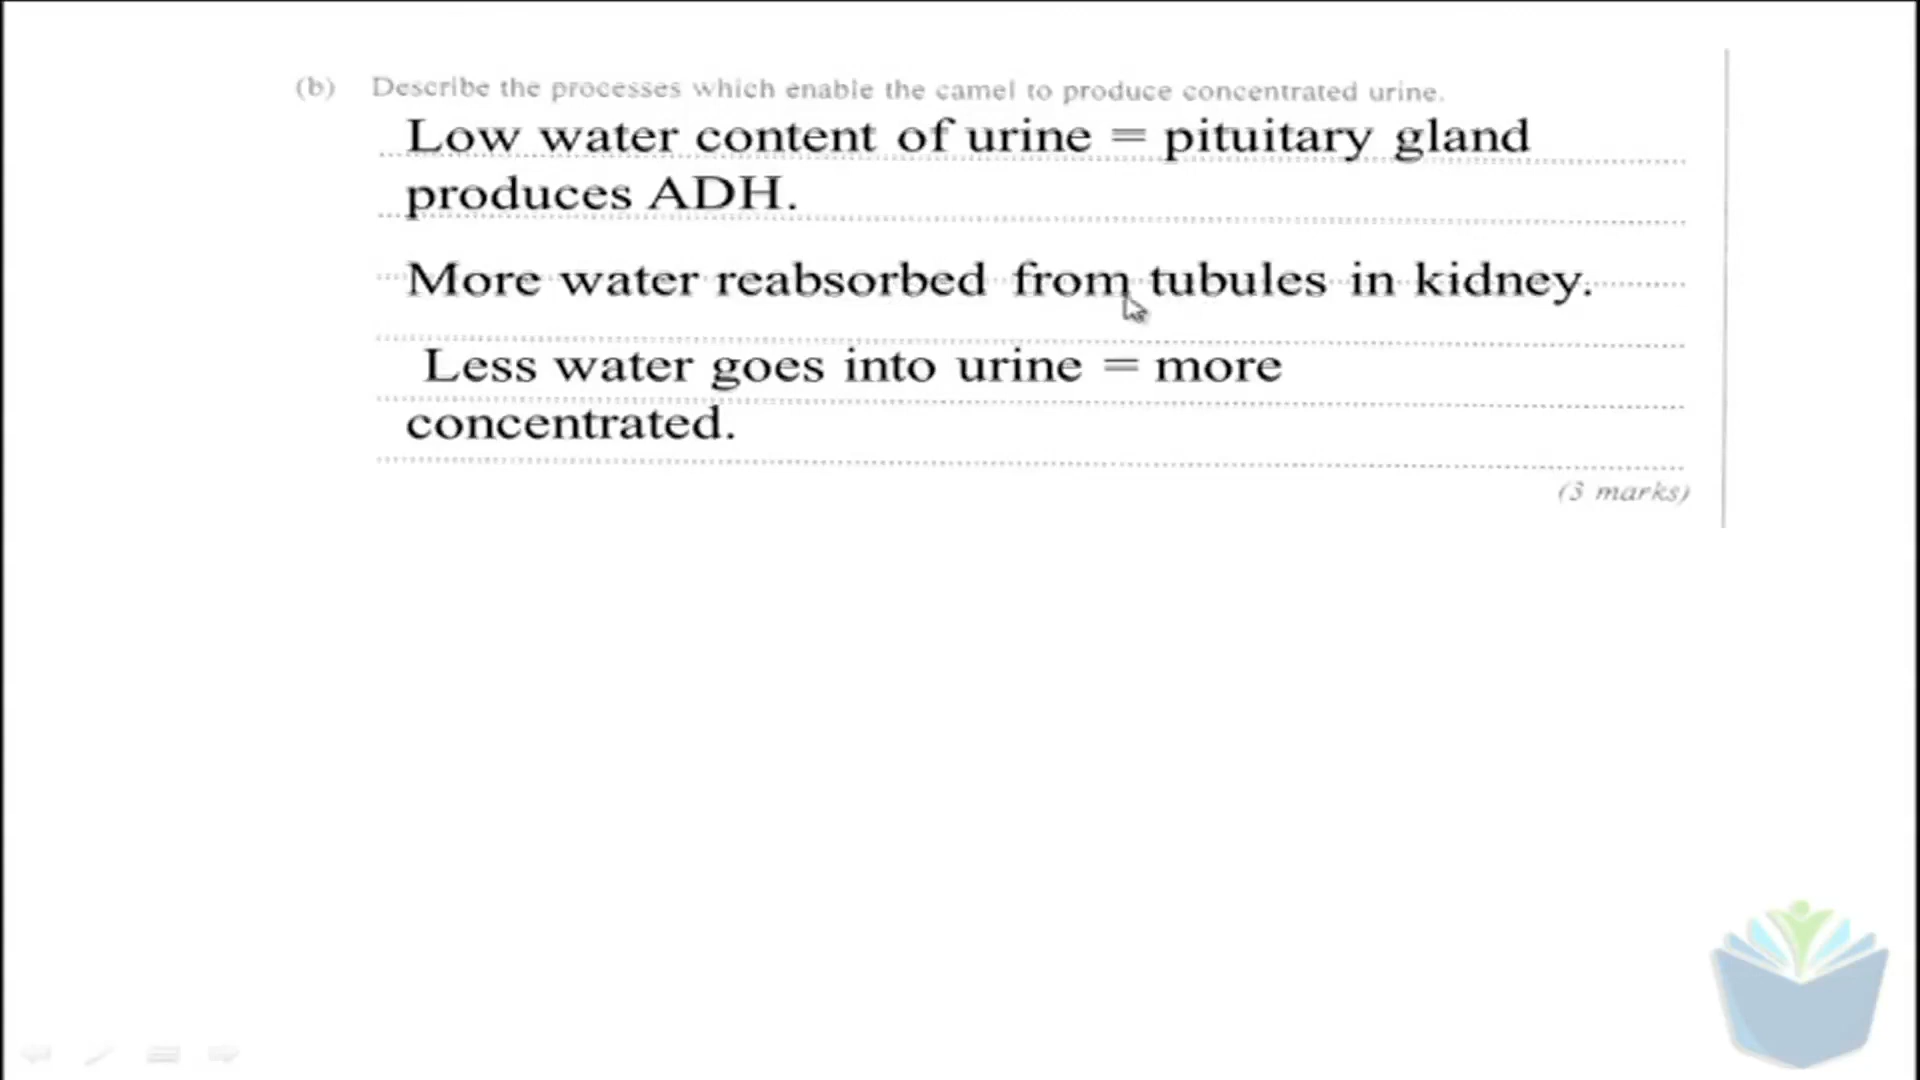 (b) Describe the processes which enable the camel to produce concentrated urine.
Low water content of urine = pituitary gland
produces ADH.
More water reabsorbed from tubules in kidney.
Less water goes into urine = more
concentrated.
(3 marks)